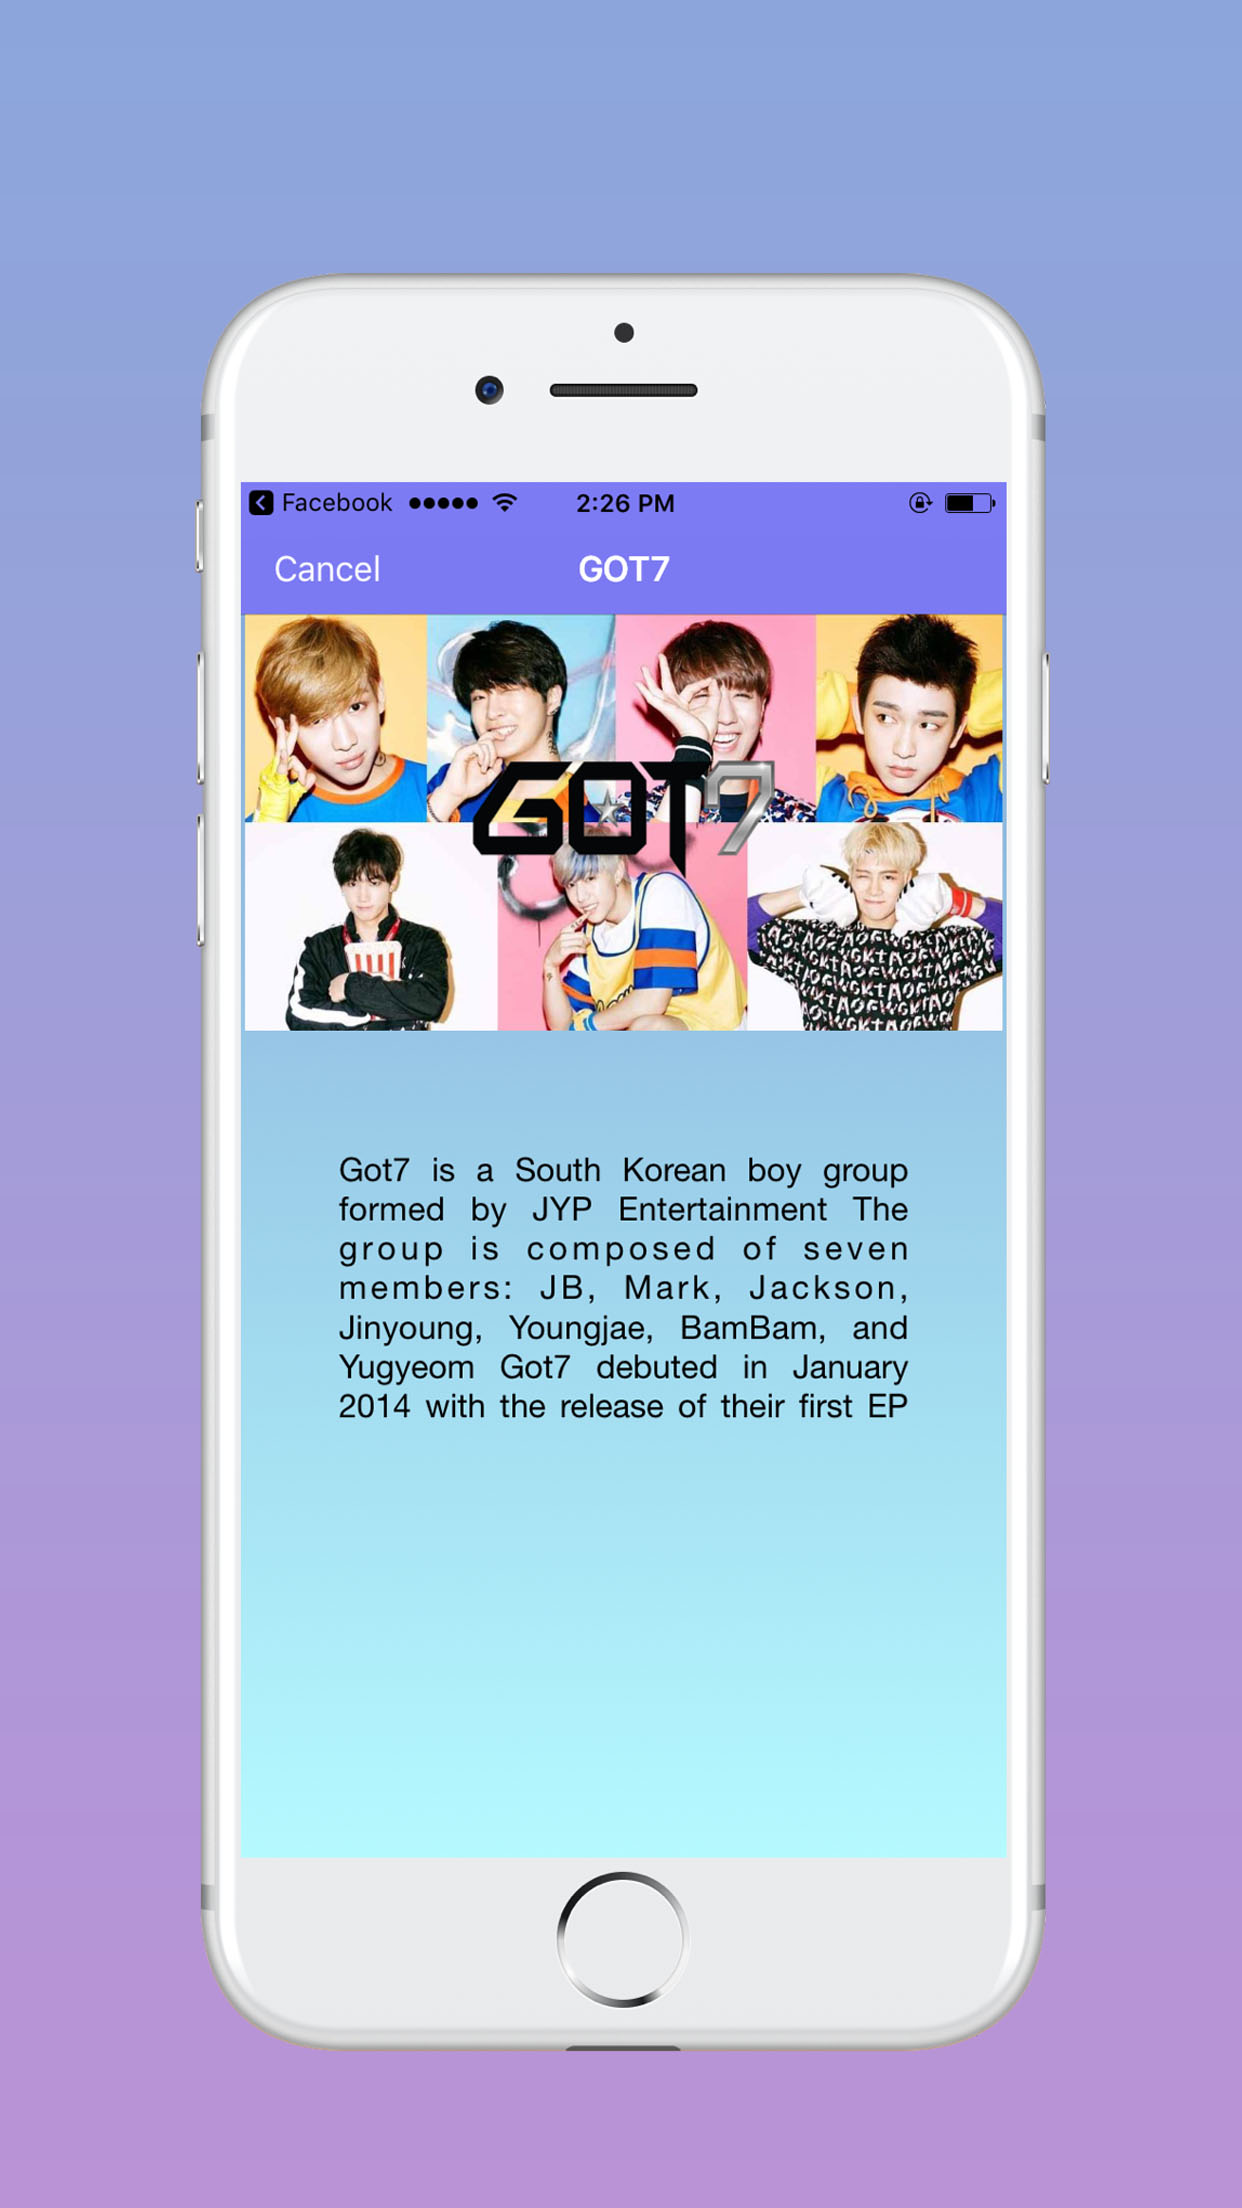 Facebook 2:26 PM
Cancel GOT7
GOT7
Got7 is a South Korean boy group
formed by JYP Entertainment The
group is composed of seven
members: JB, Mark, Jackson,
Jinyoung, Youngjae, BamBam, and
Yugyeom Got7 debuted in January
2014 with the release of their first EP